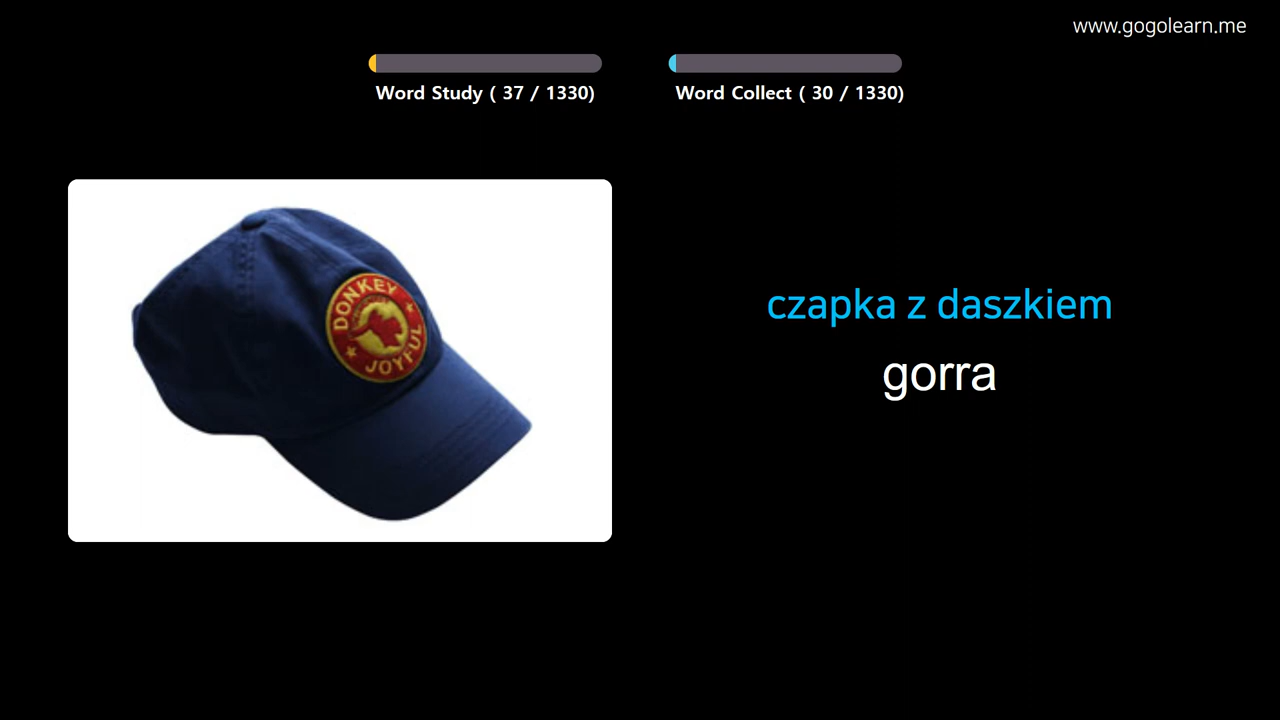 www.gogolearn.me
Word Study ( 37 / 1330)
Word Collect ( 30 / 1330)
DONKEY
JOYFUL
czapka z daszkiem
gorra